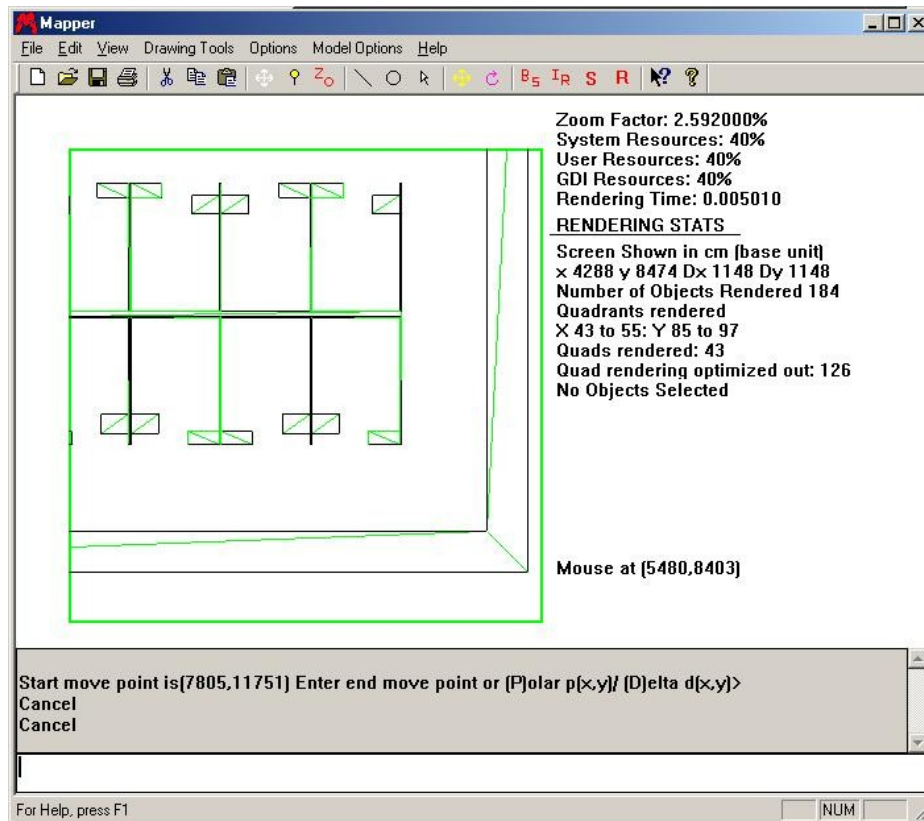 Mapper
File Edit View Drawing Tools Options Model Options Help
Zo B5 IR S R
Zoom Factor: 2.592000%
System Resources: 40%
User Resources: 40%
GDI Resources: 40%
Rendering Time: 0.005010
RENDERING STATS
Screen Shown in cm (base unit)
x 4288 y 8474 Dx 1148 Dy 1148
Number of Objects Rendered 184
Quadrants rendered
X 43 to 55: Y 85 to 97
Quads rendered: 43
Quad rendering optimized out: 126
No Objects Selected
Mouse at (5480,8403)
Start move point is(7805,11751) Enter end move point or (P)olar p(x,y)/ (D)elta d(x,y)>
Cancel
Cancel
For Help, press F1
NUM